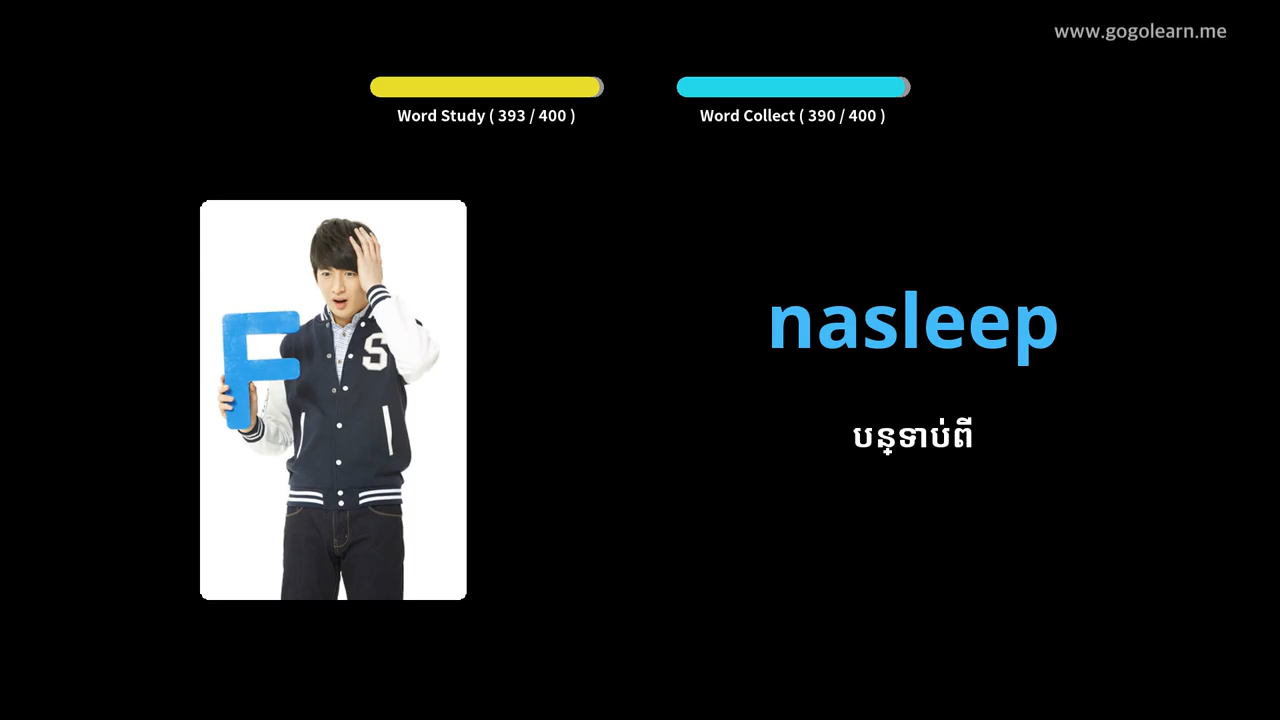 www.gogolearn.me
Word Study ( 393 / 400 )
Word Collect ( 390 / 400 )
F
S
nasleep
បន្ទាប់ពី